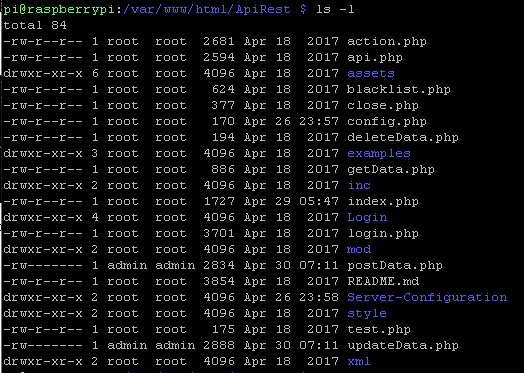 pi@raspberrypi:/var/www/html/ApiRest $ ls -l
total 84
-rw-r--r-- 1 root  root  2681 Apr 18  2017 action.php
-rw-r--r-- 1 root  root  2594 Apr 18  2017 api.php
drwxr-xr-x 6 root  root  4096 Apr 18  2017 assets
-rw-r--r-- 1 root  root   624 Apr 18  2017 blacklist.php
-rw-r--r-- 1 root  root   377 Apr 18  2017 close.php
-rw-r--r-- 1 root  root   170 Apr 26 23:57 config.php
-rw-r--r-- 1 root  root   194 Apr 18  2017 deleteData.php
drwxr-xr-x 3 root  root  4096 Apr 18  2017 examples
-rw-r--r-- 1 root  root   886 Apr 18  2017 getData.php
drwxr-xr-x 2 root  root  4096 Apr 18  2017 inc
-rw-r--r-- 1 root  root  1727 Apr 29 05:47 index.php
drwxr-xr-x 4 root  root  4096 Apr 18  2017 Login
-rw-r--r-- 1 root  root  3701 Apr 18  2017 login.php
drwxr-xr-x 2 root  root  4096 Apr 18  2017 mod
-rw------- 1 admin admin 2834 Apr 30 07:11 postData.php
-rw-r--r-- 1 root  root  3854 Apr 18  2017 README.md
drwxr-xr-x 2 root  root  4096 Apr 26 23:58 Server-Configuration
drwxr-xr-x 2 root  root  4096 Apr 18  2017 style
-rw-r--r-- 1 root  root   175 Apr 18  2017 test.php
-rw------- 1 admin admin 2888 Apr 30 07:11 updateData.php
drwxr-xr-x 2 root  root  4096 Apr 18  2017 xml